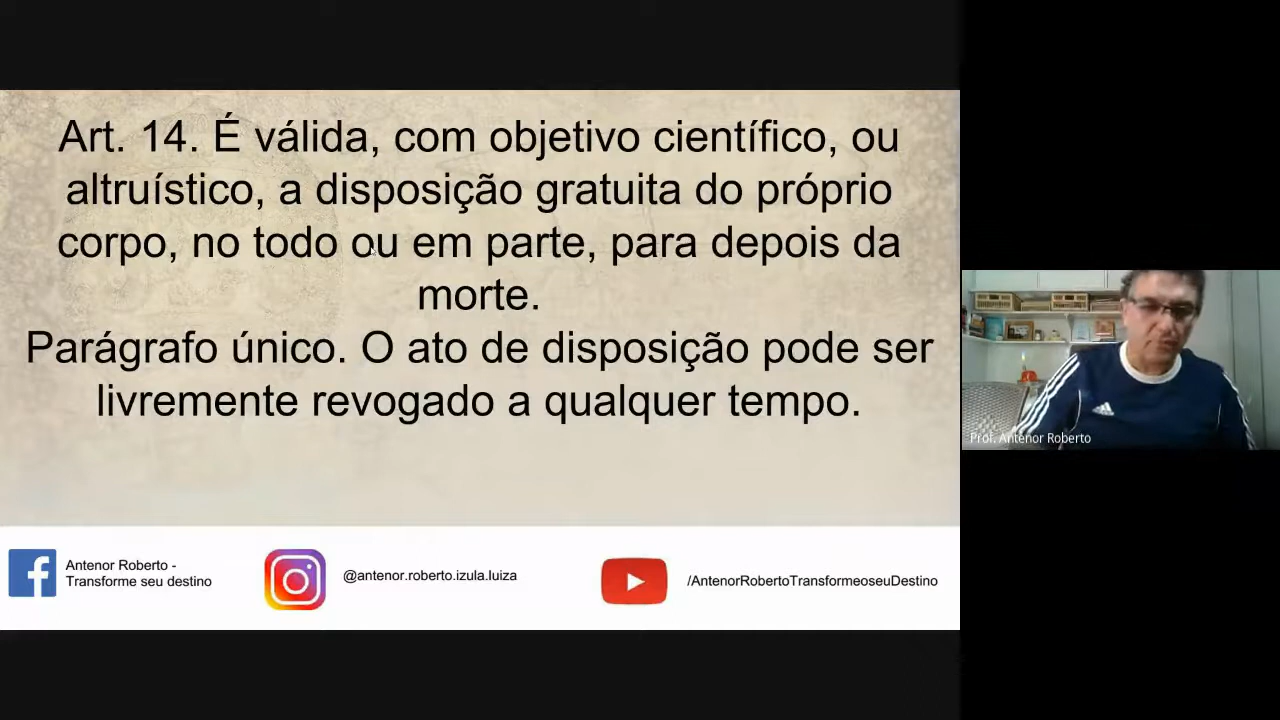 Art. 14. É válida, com objetivo científico, ou
altruístico, a disposição gratuita do próprio
corpo, no todo ou em parte, para depois da
morte.
Parágrafo único. O ato de disposição pode ser
livremente revogado a qualquer tempo.
Antenor Roberto -
Transforme seu destino
@antenor.roberto.izula.luiza
/AntenorRobertoTransformeoseuDestino
Prof. Antenor Roberto